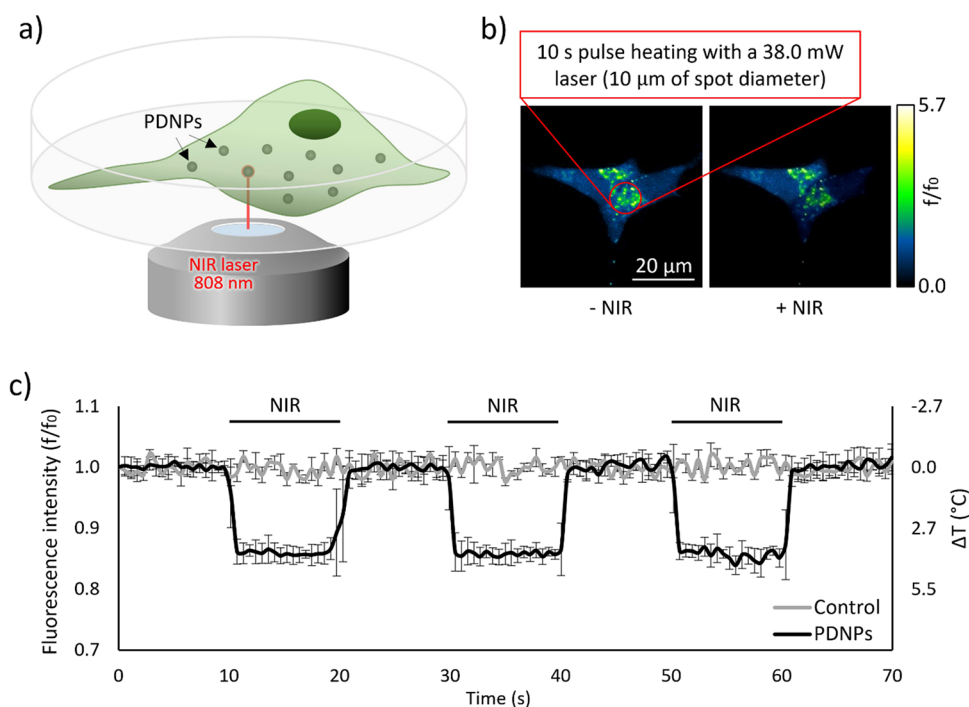 a)
PDNPs
NIR laser
808 nm
b)
10 s pulse heating with a 38.0 mW
laser (10 µm of spot diameter)
20 µm
- NIR
+ NIR
5.7
f/f₀
0.0
c)
Fluorescence intensity (f/f₀)
1.1
1.0
0.9
0.8
0.7
NIR
NIR
NIR
-2.7
0.0
2.7
5.5
ΔT (°C)
Control
PDNPs
0
10
20
30
40
50
60
70
Time (s)